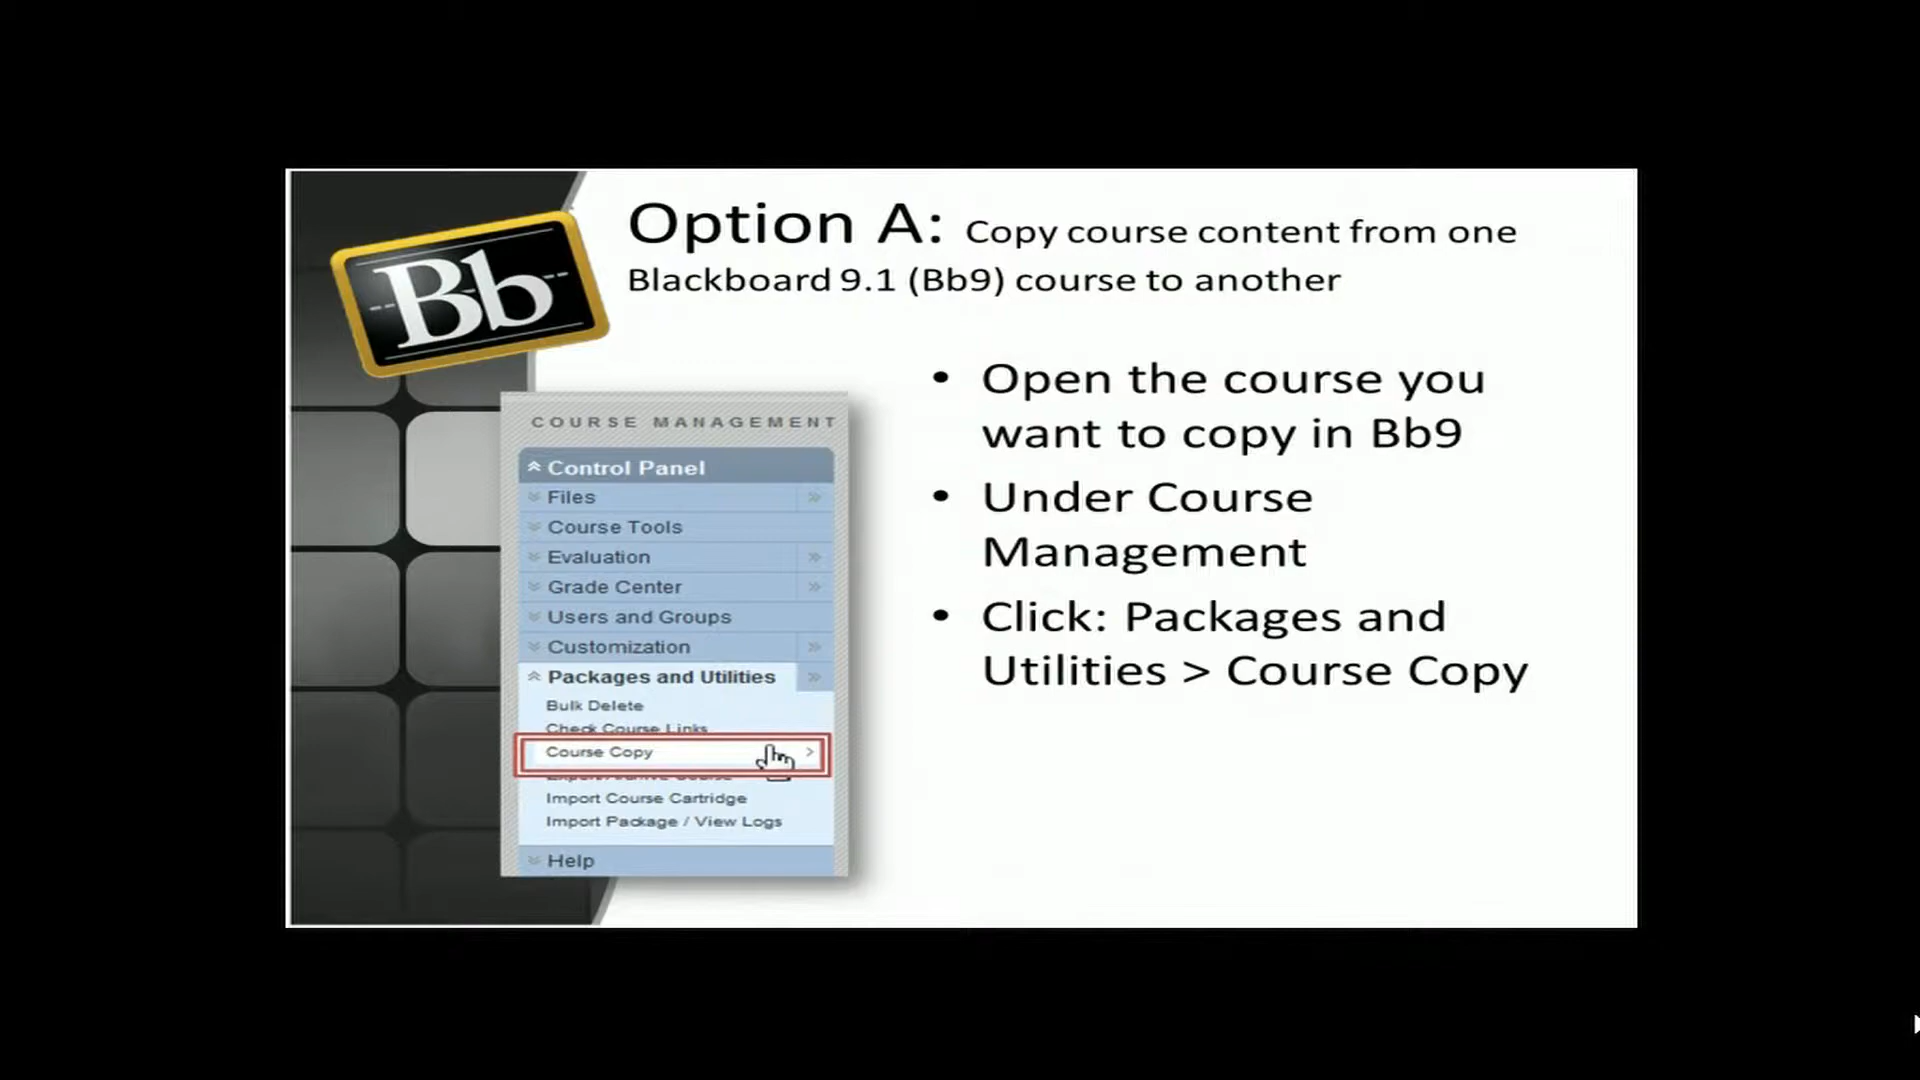 Option A: Copy course content from one
Blackboard 9.1 (Bb9) course to another
Bb
• Open the course you
want to copy in Bb9
• Under Course
Management
• Click: Packages and
Utilities > Course Copy
COURSE MANAGEMENT
Control Panel
Files
Course Tools
Evaluation
Grade Center
Users and Groups
Customization
Packages and Utilities
Bulk Delete
Check Course Links
Course Copy
Export/Archive Course
Import Course Cartridge
Import Package / View Logs
Help